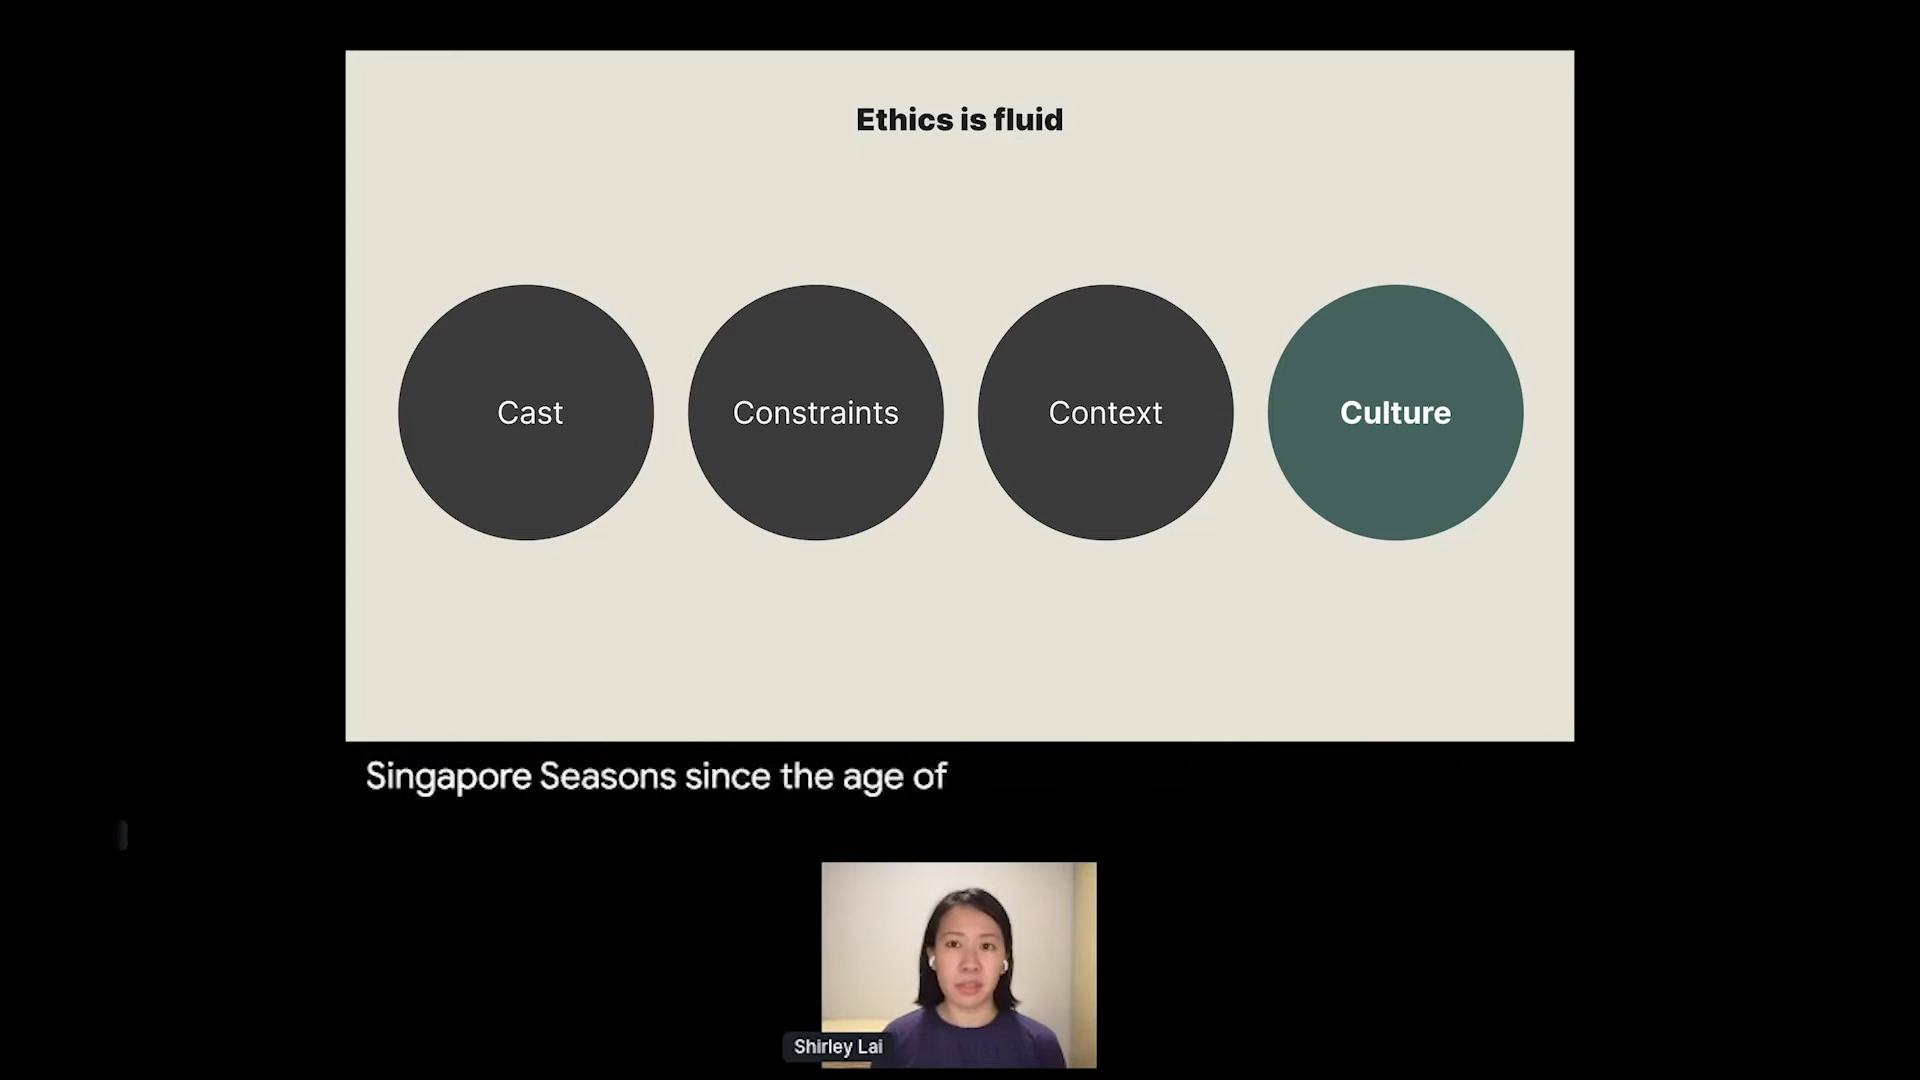 Ethics is fluid
Cast
Constraints
Context
Culture
Singapore Seasons since the age of
Shirley Lai